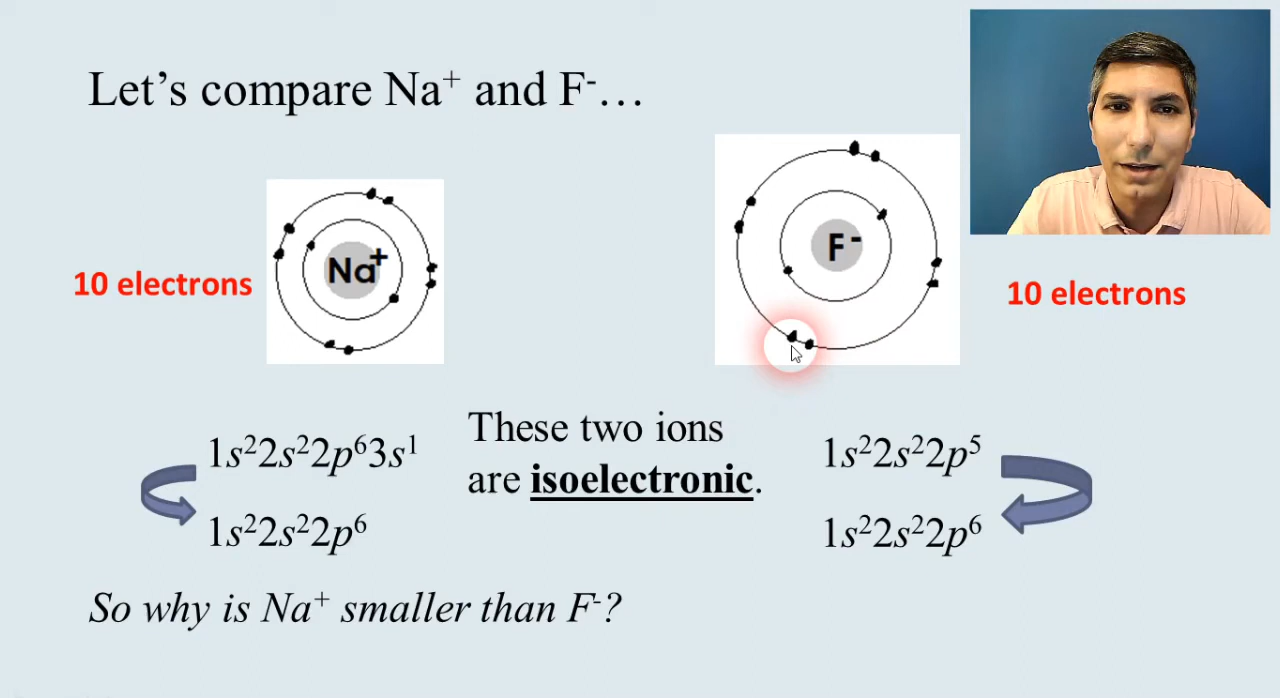 Let's compare Na⁺ and F⁻…
10 electrons
Na⁺
F⁻
10 electrons
1s²2s²2p⁶3s¹
These two ions
are isoelectronic.
1s²2s²2p⁵
1s²2s²2p⁶
1s²2s²2p⁶
So why is Na⁺ smaller than F⁻?